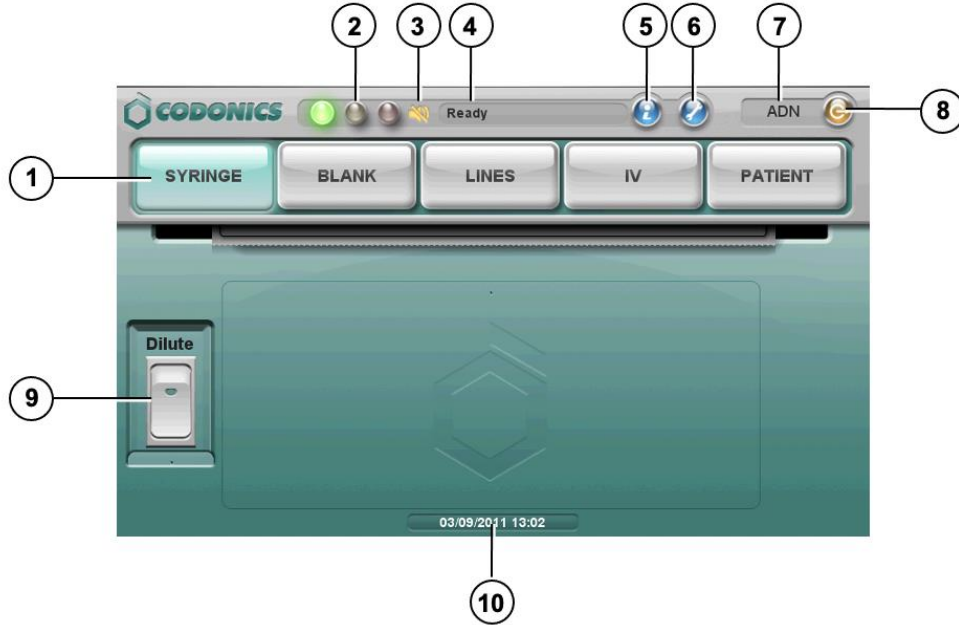 2 3 4 5 6 7
CODONICS Ready ADN 8
1 SYRINGE BLANK LINES IV PATIENT
Dilute
9
03/09/2011 13:02
10